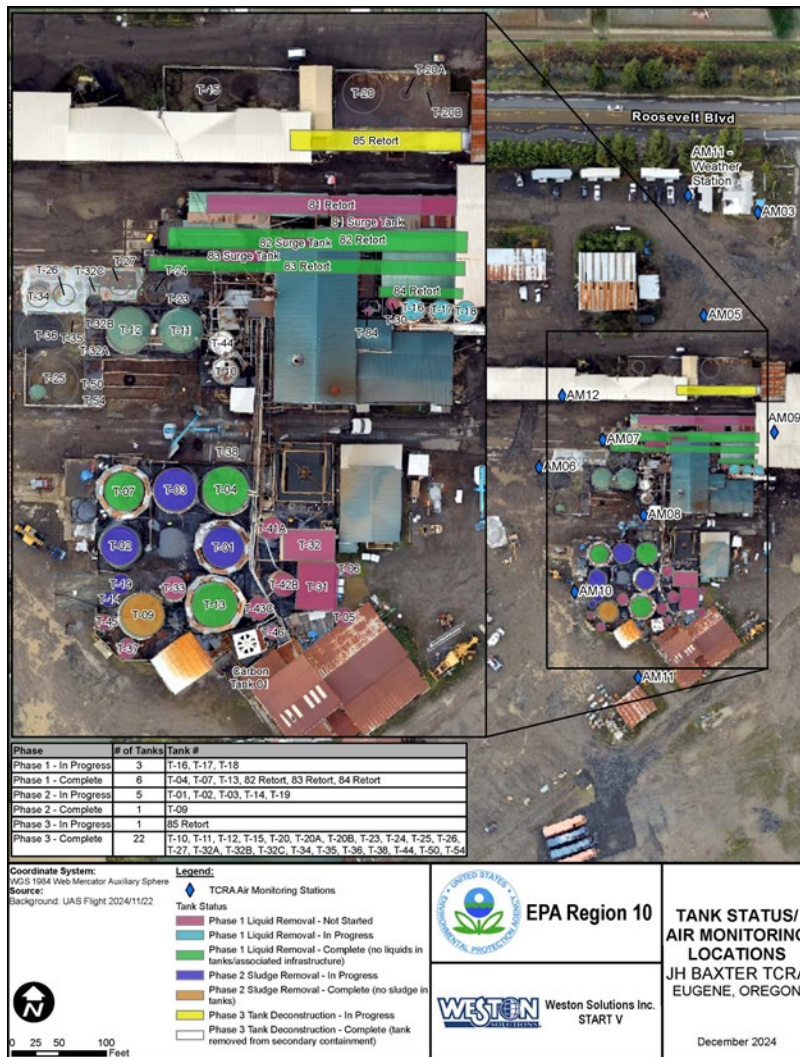 T-15
T-20
T-20A
T-20B
85 Retort
81 Retort
81 Surge Tank
82 Surge Tank
82 Retort
83 Surge Tank
83 Retort
84 Retort
T-26
T-32C
T-27
T-24
T-34
T-23
T-36
T-35
T-32B
T-12
T-11
T-32A
T-25
T-50
T-54
T-44
T-10
T-84
T-30
T-16
T-17
T-18
T-38
T-07
T-03
T-04
T-02
T-01
T-41A
T-32
T-19
T-14
T-33
T-09
T-13
T-42B
T-31
T-06
T-45
T-43C
T-05
T-37
T-46
Carbon
Tank 01
Roosevelt Blvd
AM11 -
Weather
Station
AM03
AM05
AM12
AM09
AM07
AM06
AM08
AM10
AM11
Phase # of Tanks Tank #
Phase 1 - In Progress 3 T-16, T-17, T-18
Phase 1 - Complete 6 T-04, T-07, T-13, 82 Retort, 83 Retort, 84 Retort
Phase 2 - In Progress 5 T-01, T-02, T-03, T-14, T-19
Phase 2 - Complete 1 T-09
Phase 3 - In Progress 1 85 Retort
Phase 3 - Complete 22 T-10, T-11, T-12, T-15, T-20, T-20A, T-20B, T-23, T-24, T-25, T-26,
T-27, T-32A, T-32B, T-32C, T-34, T-35, T-36, T-38, T-44, T-50, T-54
Coordinate System:
WGS 1984 Web Mercator Auxiliary Sphere
Source:
Background: UAS Flight 2024/11/22
N
0 25 50 100
Feet
Legend:
TCRA Air Monitoring Stations
Tank Status
Phase 1 Liquid Removal - Not Started
Phase 1 Liquid Removal - In Progress
Phase 1 Liquid Removal - Complete (no liquids in
tanks/associated infrastructure)
Phase 2 Sludge Removal - In Progress
Phase 2 Sludge Removal - Complete (no sludge in
tanks)
Phase 3 Tank Deconstruction - In Progress
Phase 3 Tank Deconstruction - Complete (tank
removed from secondary containment)
UNITED STATES
ENVIRONMENTAL PROTECTION AGENCY
EPA Region 10
WESTON
SOLUTIONS
Weston Solutions Inc.
START V
TANK STATUS/
AIR MONITORING
LOCATIONS
JH BAXTER TCRA
EUGENE, OREGON
December 2024